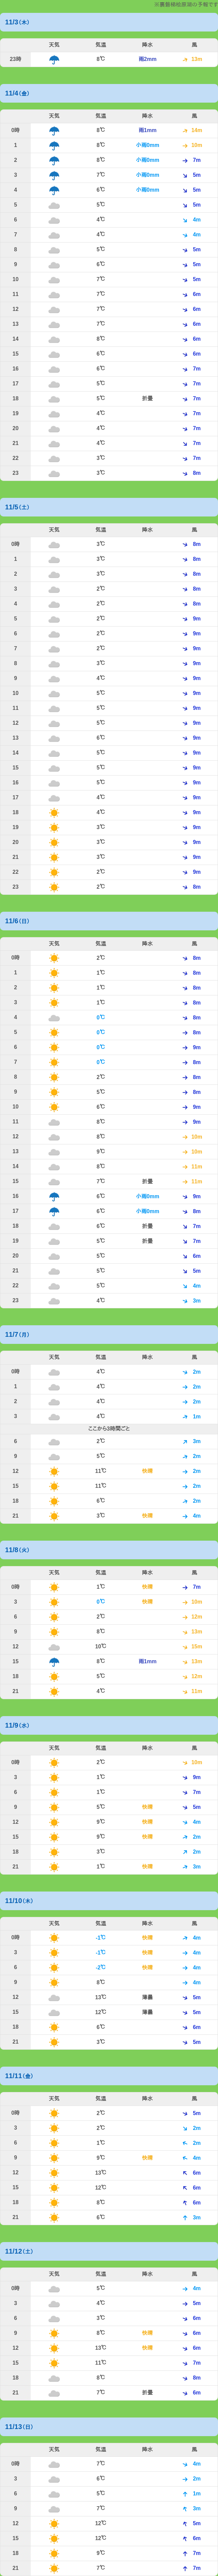 ※農器検松原湖の予報です
11/3(木)
天気 気温 降水 風
23時 8℃ 雨2mm 13m
11/4(金)
天気 気温 降水 風
0時 8℃ 雨1mm 14m
1 8℃ 小雨0mm 10m
2 8℃ 小雨0mm 7m
3 7℃ 小雨0mm 5m
4 6℃ 小雨0mm 5m
5 5℃ 5m
6 4℃ 4m
7 4℃ 4m
8 5℃ 5m
9 6℃ 5m
10 7℃ 5m
11 7℃ 6m
12 7℃ 6m
13 7℃ 6m
14 8℃ 6m
15 6℃ 6m
16 6℃ 7m
17 5℃ 7m
18 5℃ 折曇 7m
19 4℃ 7m
20 4℃ 7m
21 4℃ 7m
22 3℃ 7m
23 3℃ 8m
11/5(土)
天気 気温 降水 風
0時 3℃ 8m
1 3℃ 8m
2 3℃ 8m
3 2℃ 8m
4 2℃ 8m
5 2℃ 9m
6 2℃ 9m
7 2℃ 9m
8 3℃ 9m
9 4℃ 9m
10 5℃ 9m
11 5℃ 9m
12 5℃ 9m
13 6℃ 9m
14 5℃ 9m
15 5℃ 9m
16 5℃ 9m
17 4℃ 9m
18 4℃ 9m
19 3℃ 9m
20 3℃ 9m
21 3℃ 9m
22 2℃ 9m
23 2℃ 8m
11/6(日)
天気 気温 降水 風
0時 2℃ 8m
1 1℃ 8m
2 1℃ 8m
3 1℃ 8m
4 0℃ 8m
5 0℃ 8m
6 0℃ 9m
7 0℃ 9m
8 2℃ 8m
9 5℃ 8m
10 6℃ 9m
11 8℃ 9m
12 8℃ 10m
13 9℃ 10m
14 8℃ 11m
15 7℃ 折曇 11m
16 6℃ 小雨0mm 9m
17 6℃ 小雨0mm 8m
18 6℃ 折曇 7m
19 5℃ 折曇 7m
20 5℃ 6m
21 5℃ 5m
22 5℃ 4m
23 4℃ 3m
11/7(月)
天気 気温 降水 風
0時 4℃ 2m
1 4℃ 2m
2 4℃ 2m
3 4℃ 1m
ここから3時間ごと
6 2℃ 3m
9 5℃ 2m
12 11℃ 快晴 2m
15 11℃ 2m
18 6℃ 2m
21 3℃ 快晴 4m
11/8(火)
天気 気温 降水 風
0時 1℃ 快晴 7m
3 0℃ 快晴 10m
6 2℃ 12m
9 8℃ 13m
12 10℃ 15m
15 8℃ 雨1mm 13m
18 5℃ 12m
21 4℃ 11m
11/9(水)
天気 気温 降水 風
0時 2℃ 10m
3 1℃ 9m
6 1℃ 7m
9 5℃ 快晴 5m
12 9℃ 快晴 4m
15 9℃ 快晴 2m
18 3℃ 2m
21 1℃ 快晴 3m
11/10(木)
天気 気温 降水 風
0時 -1℃ 快晴 4m
3 -1℃ 快晴 4m
6 -2℃ 快晴 4m
9 8℃ 4m
12 13℃ 薄曇 5m
15 12℃ 薄曇 5m
18 6℃ 6m
21 3℃ 5m
11/11(金)
天気 気温 降水 風
0時 2℃ 5m
3 2℃ 2m
6 1℃ 2m
9 9℃ 快晴 4m
12 13℃ 6m
15 12℃ 6m
18 8℃ 6m
21 6℃ 3m
11/12(土)
天気 気温 降水 風
0時 5℃ 4m
3 4℃ 5m
6 3℃ 6m
9 8℃ 快晴 6m
12 13℃ 快晴 6m
15 11℃ 7m
18 8℃ 8m
21 7℃ 折曇 6m
11/13(日)
天気 気温 降水 風
0時 7℃ 4m
3 6℃ 2m
6 5℃ 1m
9 7℃ 3m
12 12℃ 5m
15 12℃ 6m
18 9℃ 7m
21 7℃ 7m